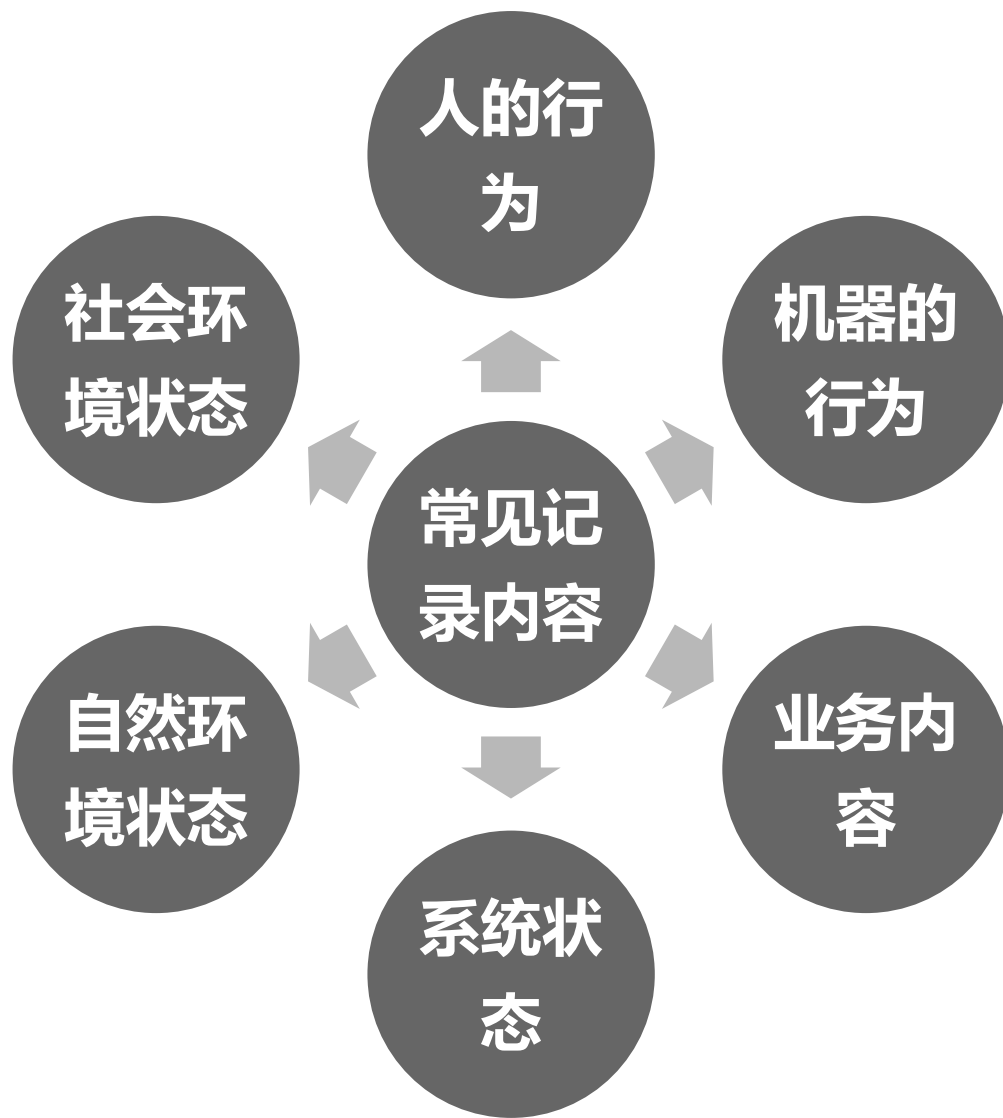 人的行
为
社会环
境状态
机器的
行为
常见记
录内容
自然环
境状态
业务内
容
系统状
态